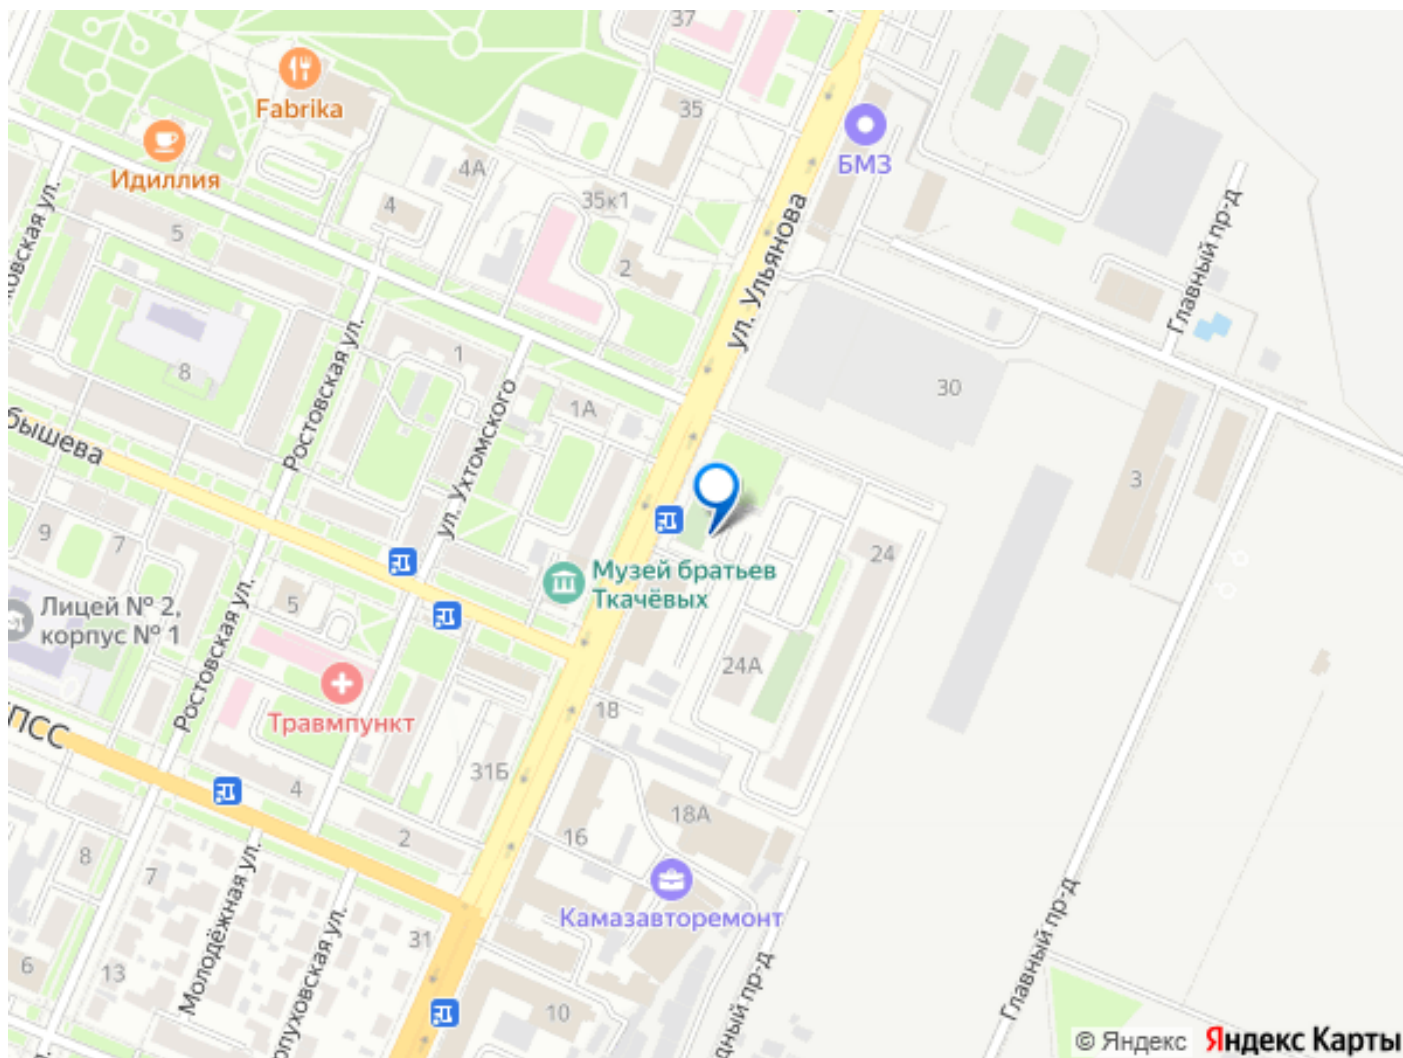 37
Fabrika
35
БМЗ
Идиллия
4А
4
35к1
5
2
ул. Ульянова
Главный пр-д
Ростовская ул.
1
8
30
1А
ул. Ухтомского
3
9
7
24
Музей братьев
Ткачёвых
5
Лицей № 2,
корпус № 1
Ростовская ул.
24А
Травмпункт
18
31Б
4
18А
2
16
8
7
Камазавторемонт
Молодёжная ул.
31
6
13
10
Главный пр-д
© Яндекс Яндекс Карты